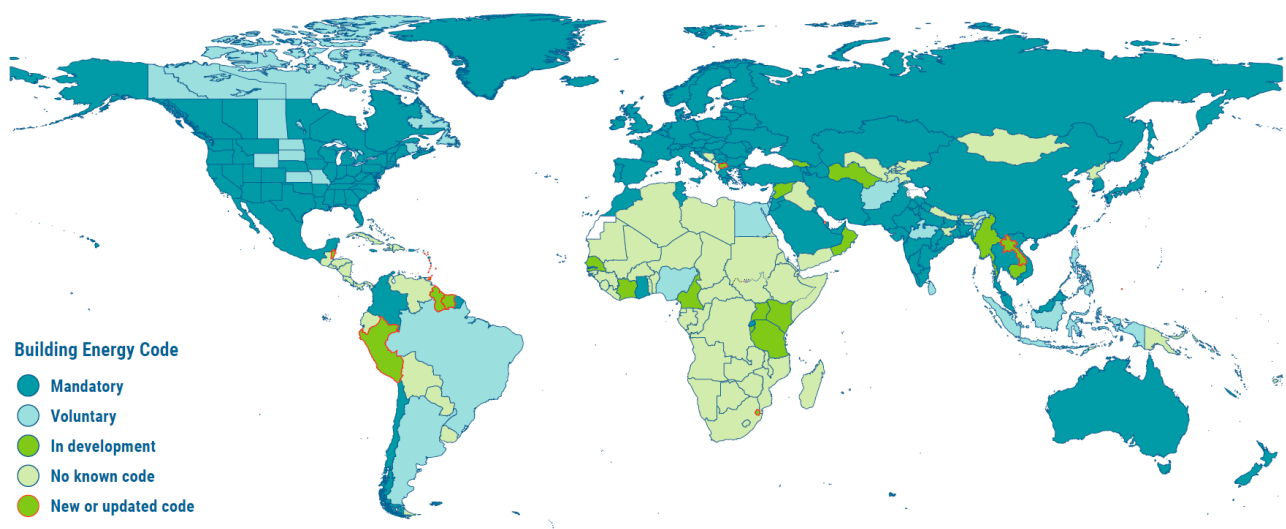 Building Energy Code
Mandatory
Voluntary
In development
No known code
New or updated code